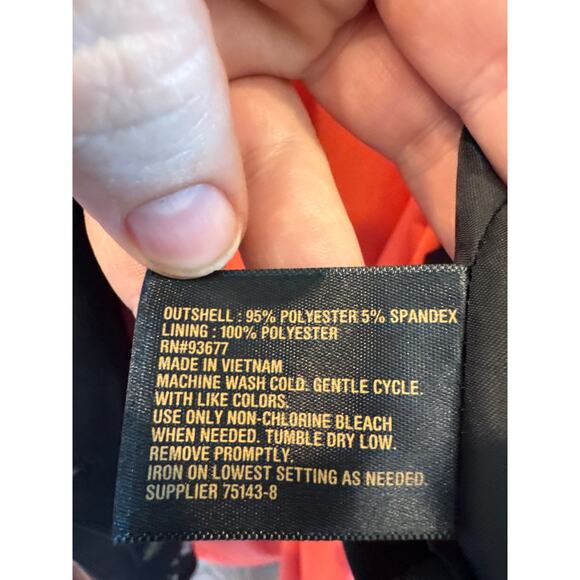 OUTSHELL : 95% POLYESTER 5% SPANDEX
LINING : 100% POLYESTER
RN#93677
MADE IN VIETNAM
MACHINE WASH COLD. GENTLE CYCLE.
WITH LIKE COLORS.
USE ONLY NON-CHLORINE BLEACH
WHEN NEEDED. TUMBLE DRY LOW.
REMOVE PROMPTLY.
IRON ON LOWEST SETTING AS NEEDED.
SUPPLIER 75143-8